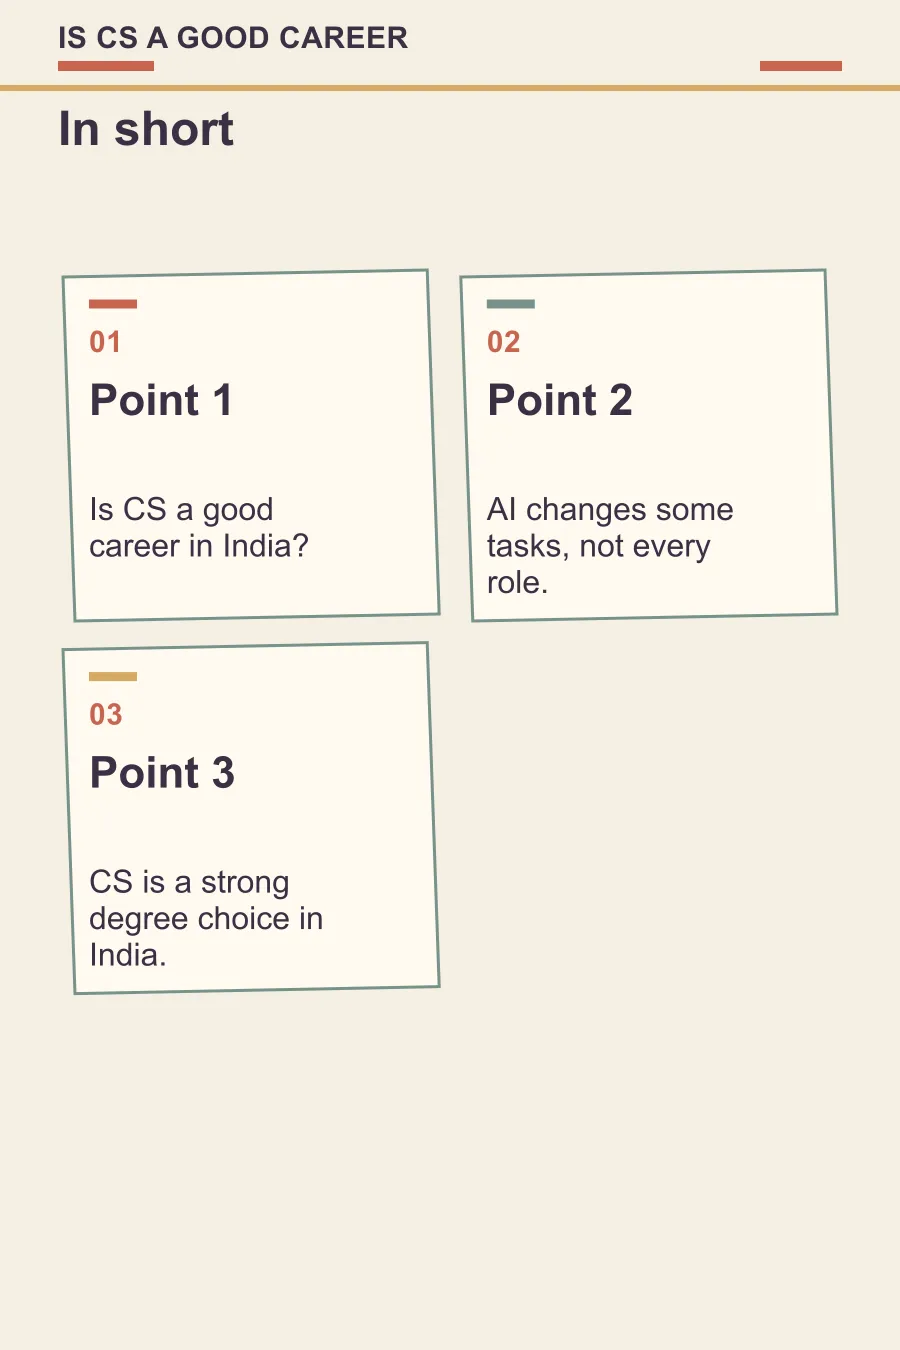 IS CS A GOOD CAREER
In short
01
Point 1
Is CS a good
career in India?
02
Point 2
AI changes some
tasks, not every
role.
03
Point 3
CS is a strong
degree choice in
India.